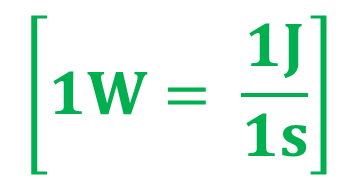 [1W = 1J/1s]